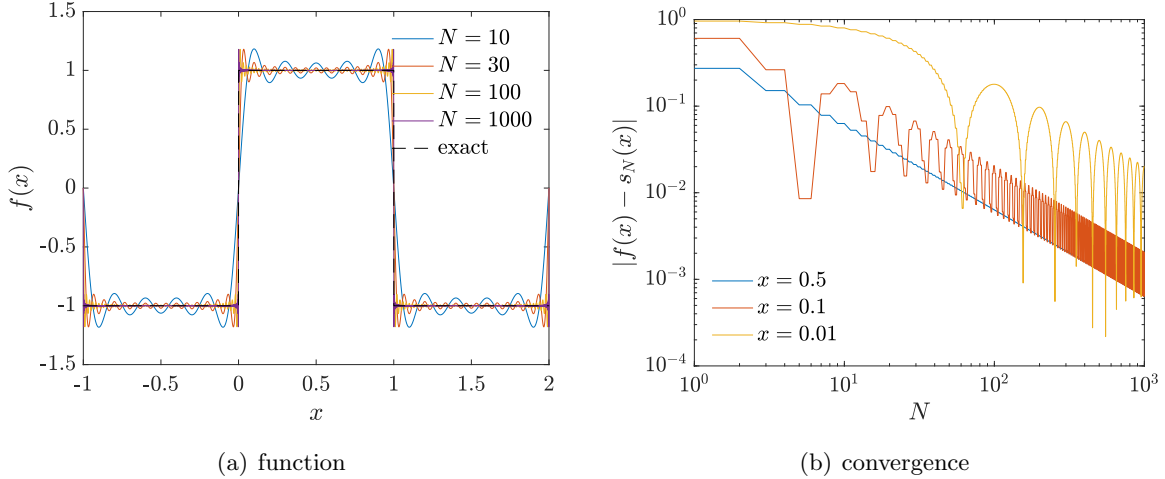 1.5
1
0.5
0
-0.5
-1
-1.5
f(x)
-1 -0.5 0 0.5 1 1.5 2
x
N = 10
N = 30
N = 100
N = 1000
exact
(a) function
10^0
10^{-1}
10^{-2}
10^{-3}
10^{-4}
|f(x) − s_N(x)|
10^0 10^1 10^2 10^3
N
x = 0.5
x = 0.1
x = 0.01
(b) convergence